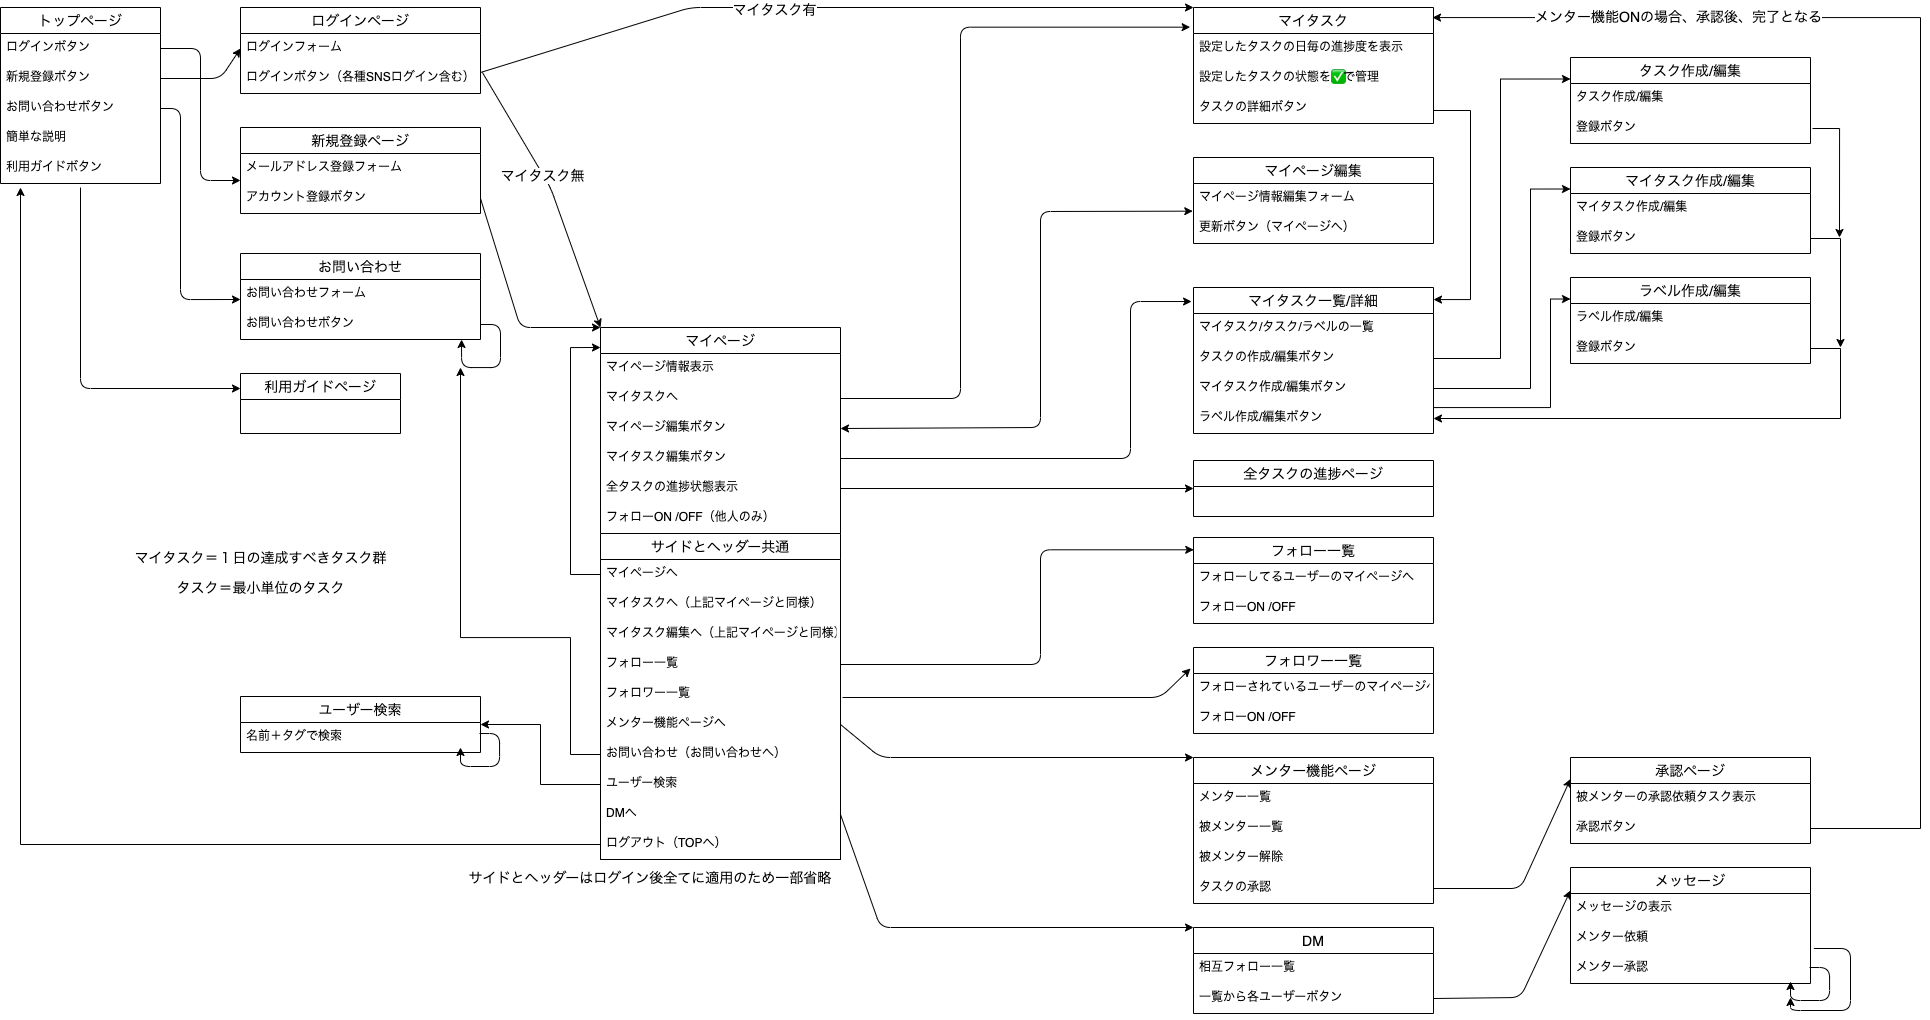 トップページ
ログインボタン
新規登録ボタン
お問い合わせボタン
簡単な説明
利用ガイドボタン
ログインページ
ログインフォーム
ログインボタン（各種SNSログイン含む）
新規登録ページ
メールアドレス登録フォーム
アカウント登録ボタン
お問い合わせ
お問い合わせフォーム
お問い合わせボタン
利用ガイドページ
マイタスク有
マイタスク無
マイタスク＝１日の達成すべきタスク群
タスク＝最小単位のタスク
ユーザー検索
名前＋タグで検索
マイページ
マイページ情報表示
マイタスクへ
マイページ編集ボタン
マイタスク編集ボタン
全タスクの進捗状態表示
フォローON /OFF（他人のみ）
サイドとヘッダー共通
マイページへ
マイタスクへ（上記マイページと同様）
マイタスク編集へ（上記マイページと同様）
フォロー一覧
フォロワー一覧
メンター機能ページへ
お問い合わせ（お問い合わせへ）
ユーザー検索
DMへ
ログアウト（TOPへ）
サイドとヘッダーはログイン後全てに適用のため一部省略
マイタスク
設定したタスクの日毎の進捗度を表示
設定したタスクの状態を✅で管理
タスクの詳細ボタン
マイページ編集
マイページ情報編集フォーム
更新ボタン（マイページへ）
マイタスク一覧/詳細
マイタスク/タスク/ラベルの一覧
タスクの作成/編集ボタン
マイタスク作成/編集ボタン
ラベル作成/編集ボタン
全タスクの進捗ページ
フォロー一覧
フォローしてるユーザーのマイページへ
フォローON /OFF
フォロワー一覧
フォローされているユーザーのマイページへ
フォローON /OFF
メンター機能ページ
メンター一覧
被メンター一覧
被メンター解除
タスクの承認
DM
相互フォロー一覧
一覧から各ユーザーボタン
メンター機能ONの場合、承認後、完了となる
タスク作成/編集
タスク作成/編集
登録ボタン
マイタスク作成/編集
マイタスク作成/編集
登録ボタン
ラベル作成/編集
ラベル作成/編集
登録ボタン
承認ページ
被メンターの承認依頼タスク表示
承認ボタン
メッセージ
メッセージの表示
メンター依頼
メンター承認